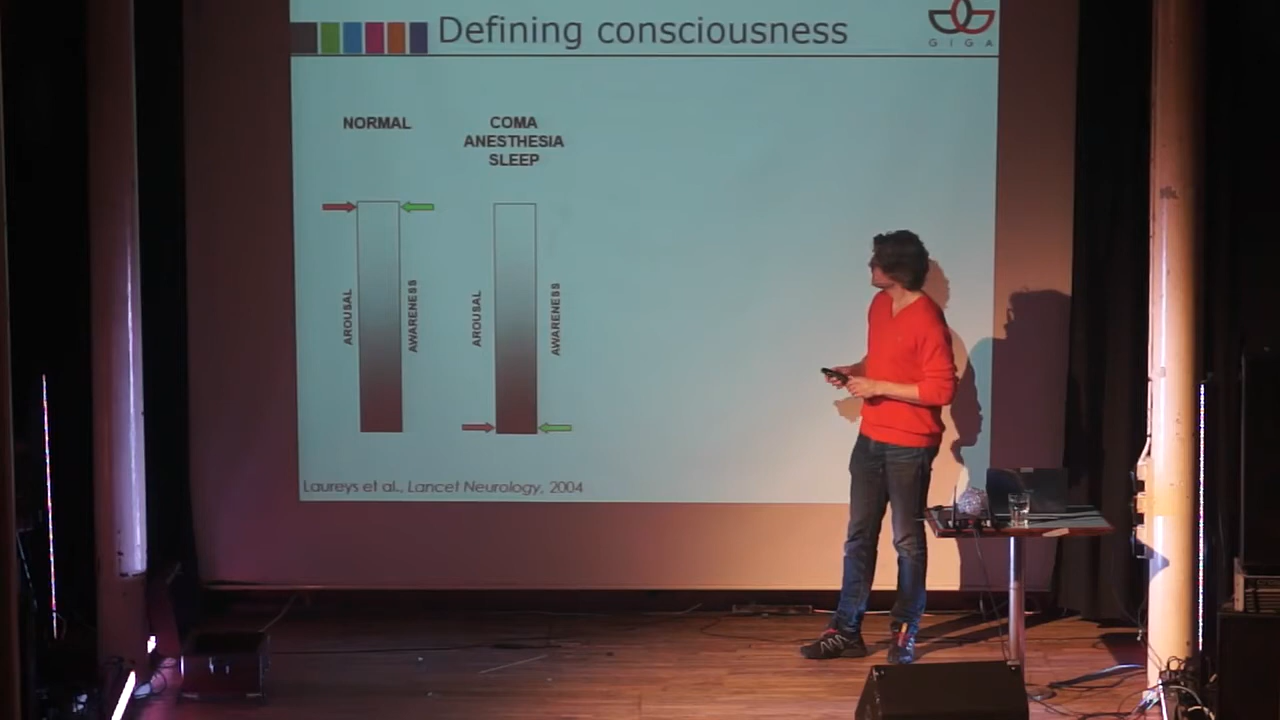 Defining consciousness
GIGA
NORMAL
COMA
ANESTHESIA
SLEEP
AROUSAL
AWARENESS
AROUSAL
AWARENESS
Laureys et al., Lancet Neurology, 2004